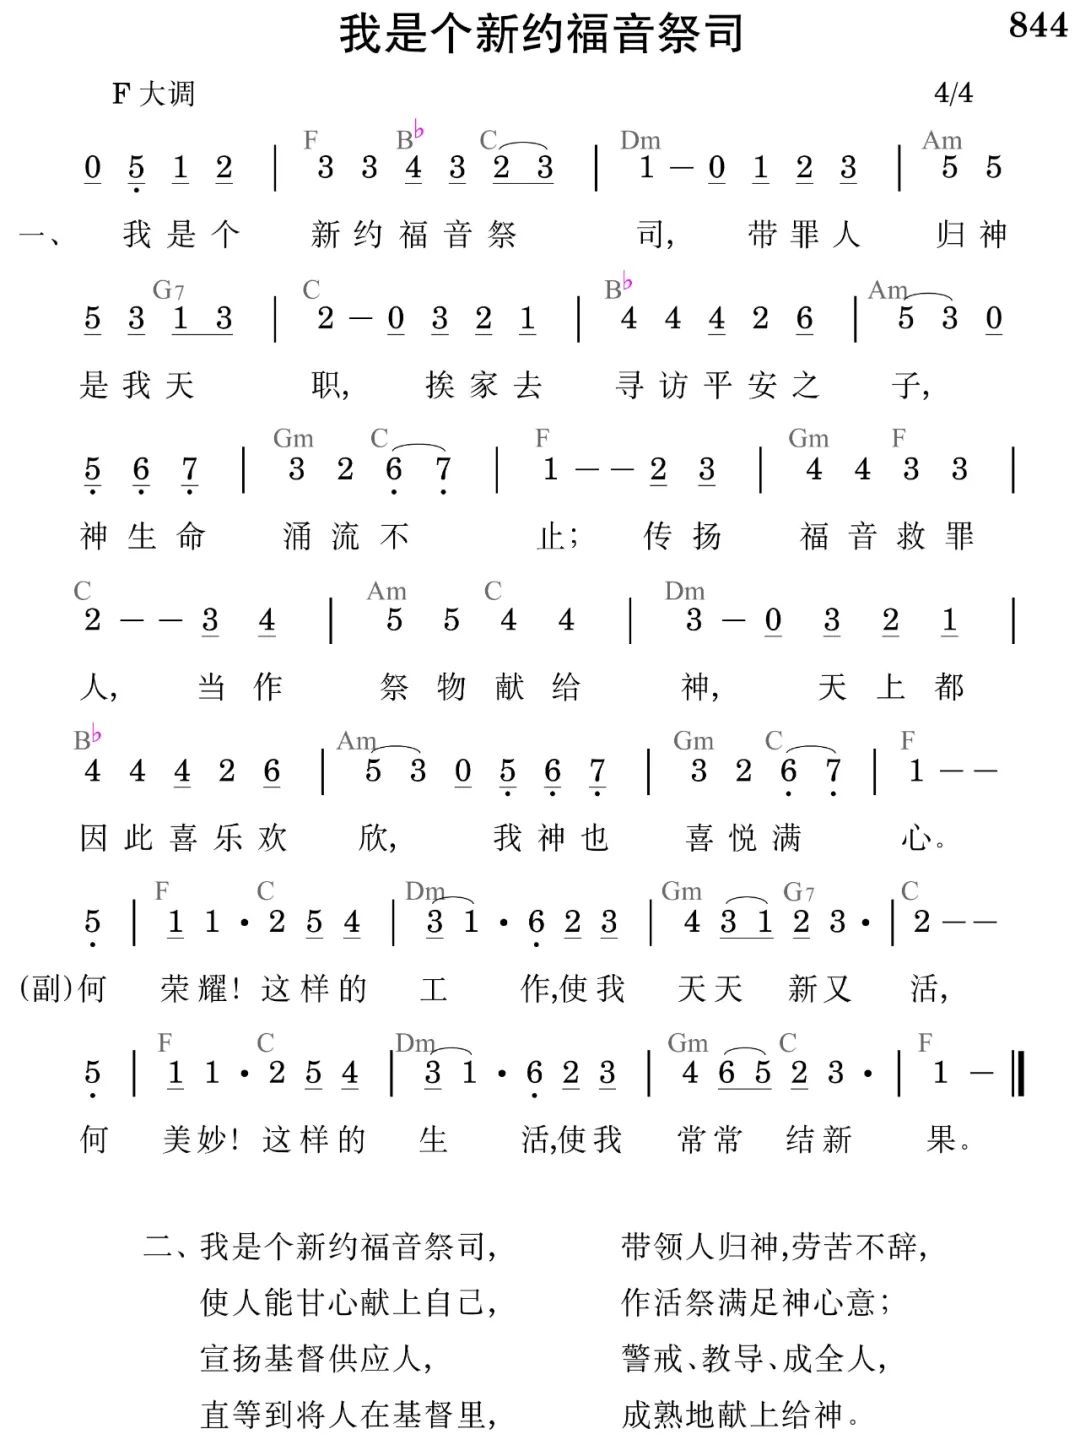 我是个新约福音祭司 844
F 大调 4/4
F B♭ C Dm Am
0 5 1 2 | 3 3 4 3 2 3 | 1 - 0 1 2 3 | 5 5
一、 我是个 新约福音祭 司, 带罪人 归神
G7 C B♭ Am
5 3 1 3 | 2 - 0 3 2 1 | 4 4 4 2 6 | 5 3 0
是我天 职, 挨家去 寻访平安之 子,
Gm C F Gm F
5 6 7 | 3 2 6 7 | 1 - - 2 3 | 4 4 3 3 |
神生命 涌流不 止; 传扬 福音救罪
C Am C Dm
2 - - 3 4 | 5 5 4 4 | 3 - 0 3 2 1 |
人, 当作 祭物献给 神, 天上都
B♭ Am Gm C F
4 4 4 2 6 | 5 3 0 5 6 7 | 3 2 6 7 | 1 - -
因此喜乐欢 欣, 我神也 喜悦满 心。
F C Dm Gm G7 C
5 | 1 1 · 2 5 4 | 3 1 · 6 2 3 | 4 3 1 2 3 · | 2 - -
(副)何 荣耀! 这样的 工 作,使我 天天 新又 活,
F C Dm Gm C F
5 | 1 1 · 2 5 4 | 3 1 · 6 2 3 | 4 6 5 2 3 · | 1 - ‖
何 美妙! 这样的 生 活,使我 常常 结新 果。
二、我是个新约福音祭司, 带领人归神,劳苦不辞,
使人能甘心献上自己, 作活祭满足神心意;
宣扬基督供应人, 警戒、教导、成全人,
直等到将人在基督里, 成熟地献上给神。